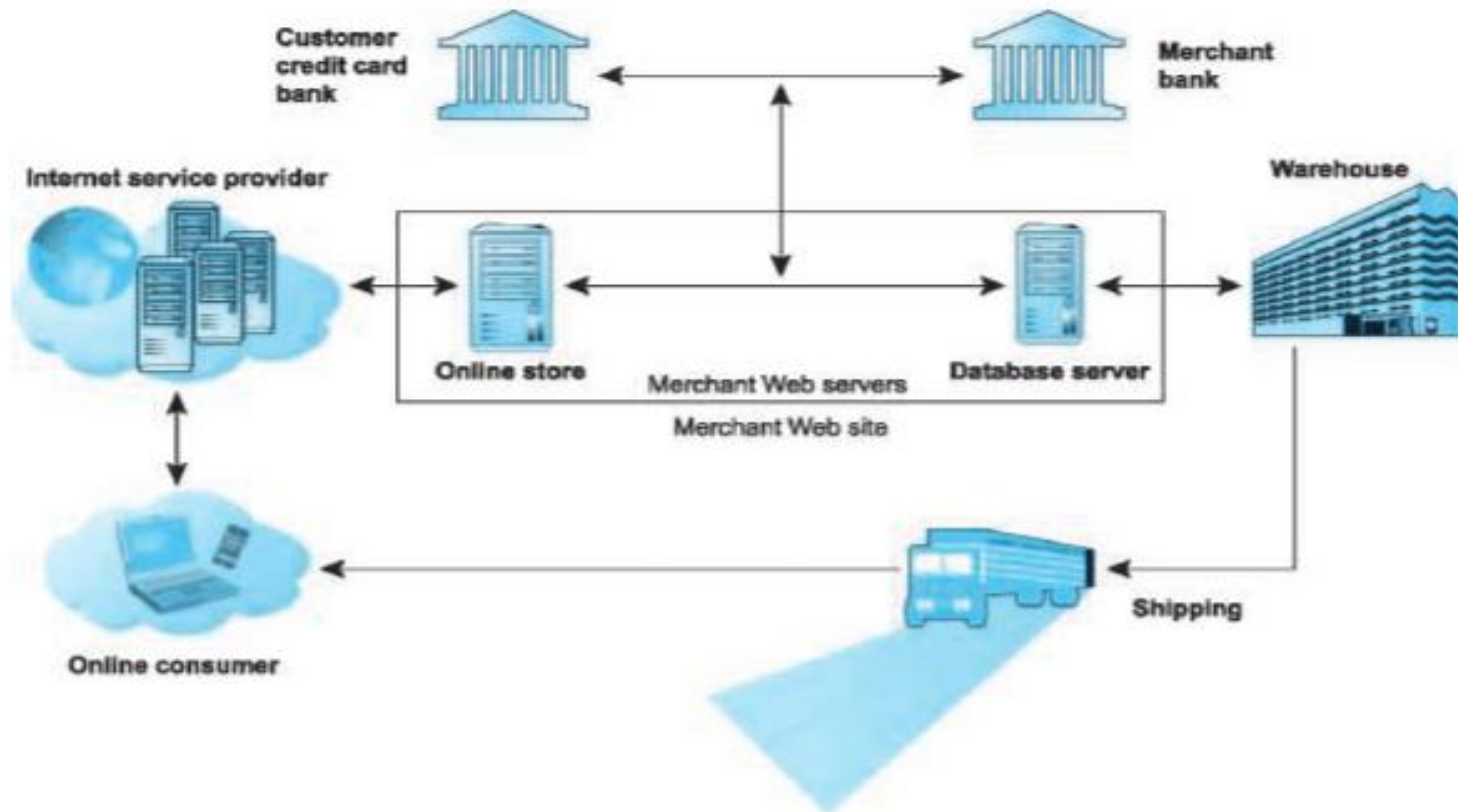 Customer
credit card
bank
Merchant
bank
Internet service provider
Warehouse
Online store
Merchant Web servers
Database server
Merchant Web site
Shipping
Online consumer